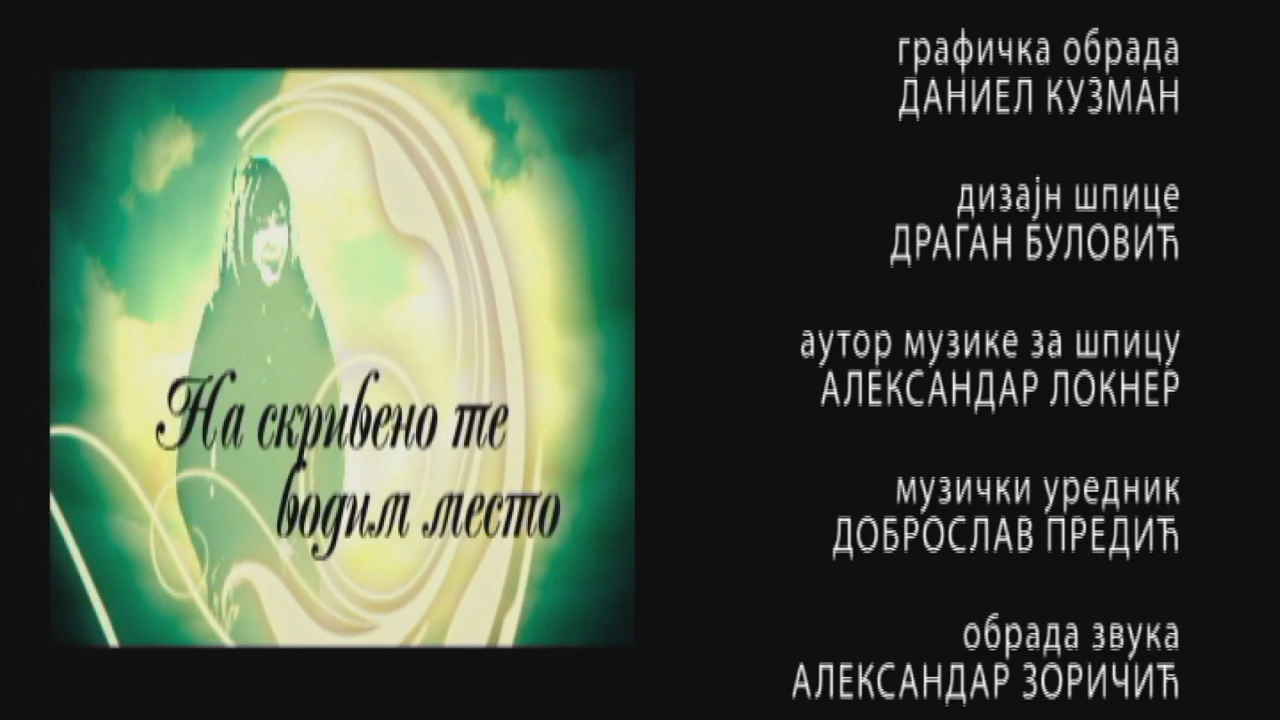 На скривено те
водим место
графичка обрада
ДАНИЕЛ КУЗМАН
дизајн шпице
ДРАГАН БУЛОВИЋ
аутор музике за шпицу
АЛЕКСАНДАР ЛОКНЕР
музички уредник
ДОБРОСЛАВ ПРЕДИЋ
обрада звука
АЛЕКСАНДАР ЗОРИЧИЋ